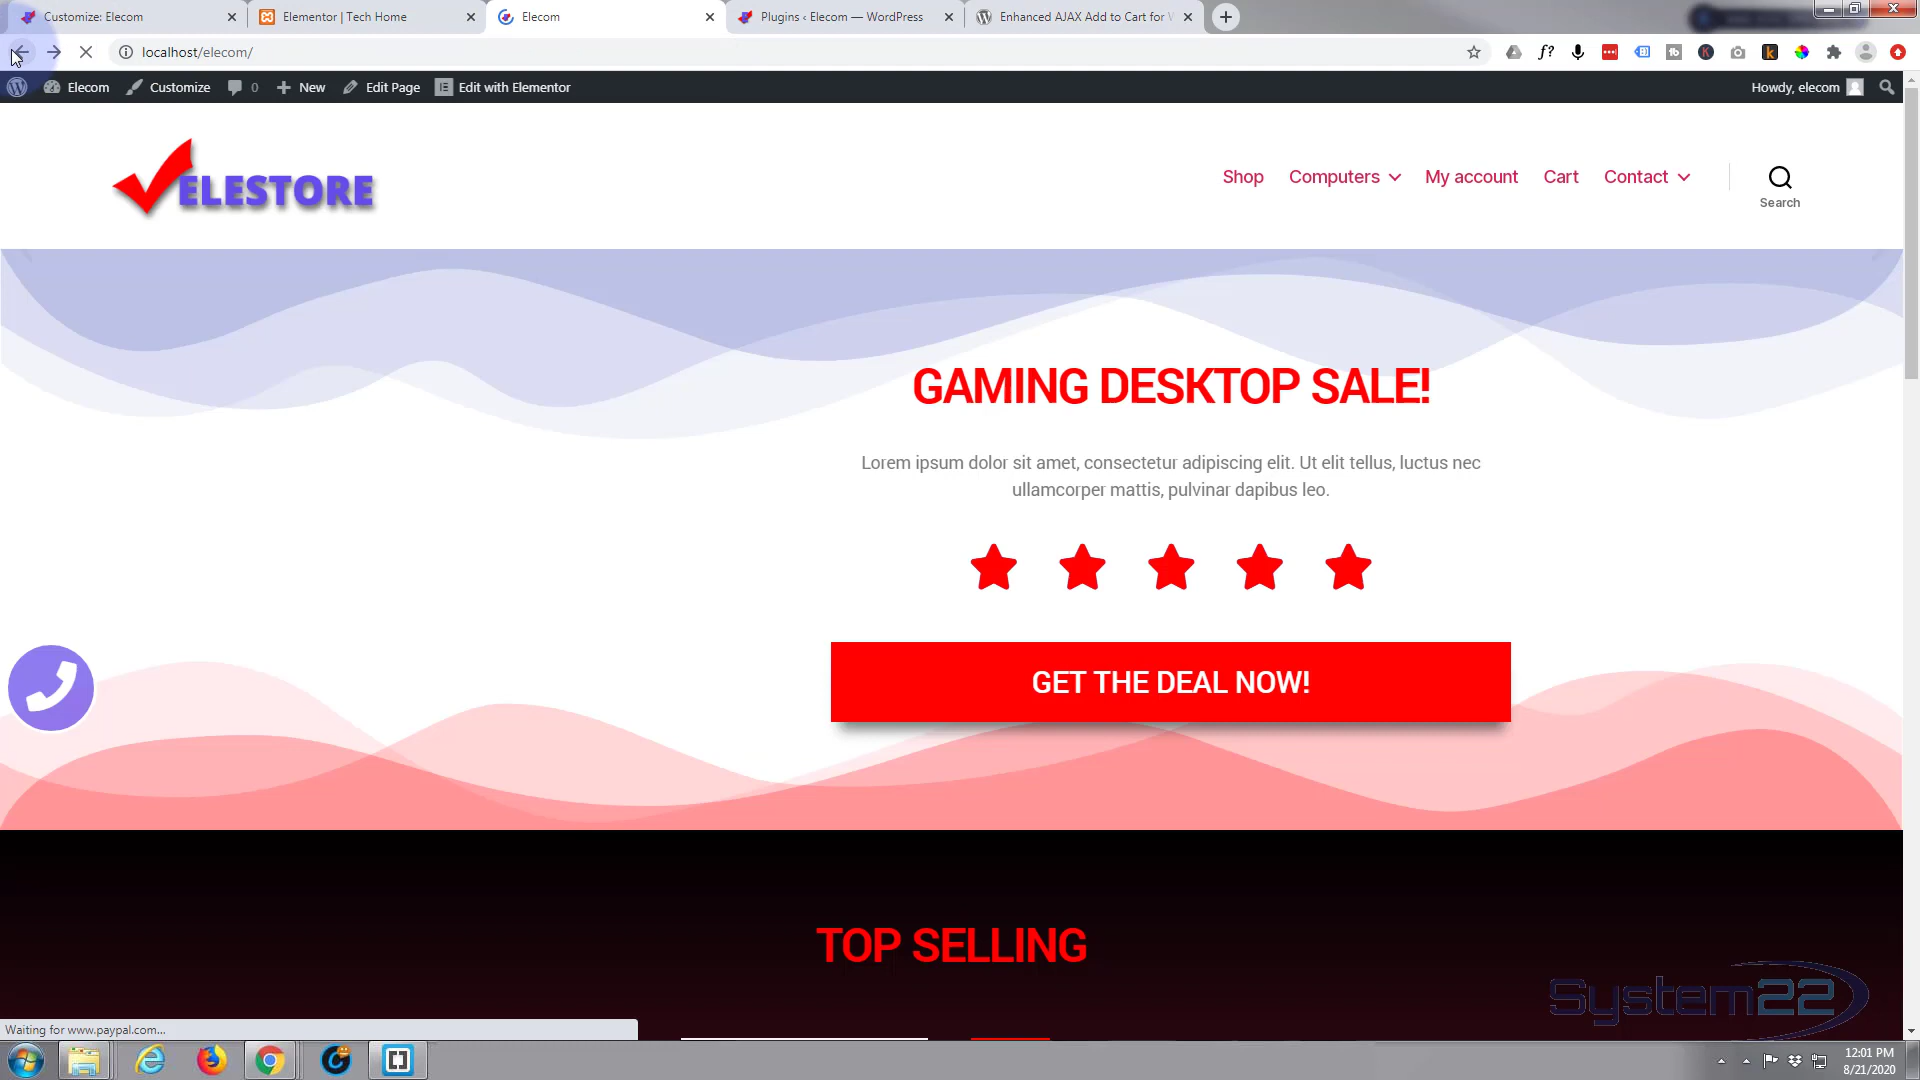 Customize: Elecom
Elementor | Tech Home
Elecom
Plugins ‹ Elecom — WordPress
Enhanced AJAX Add to Cart for
localhost/elecom/
Elecom
Customize
0
New
Edit Page
Edit with Elementor
Howdy, elecom
ELESTORE
Shop
Computers
My account
Cart
Contact
Search
GAMING DESKTOP SALE!
Lorem ipsum dolor sit amet, consectetur adipiscing elit. Ut elit tellus, luctus nec
ullamcorper mattis, pulvinar dapibus leo.
GET THE DEAL NOW!
TOP SELLING
System22
Waiting for www.paypal.com...
12:01 PM
8/21/2020